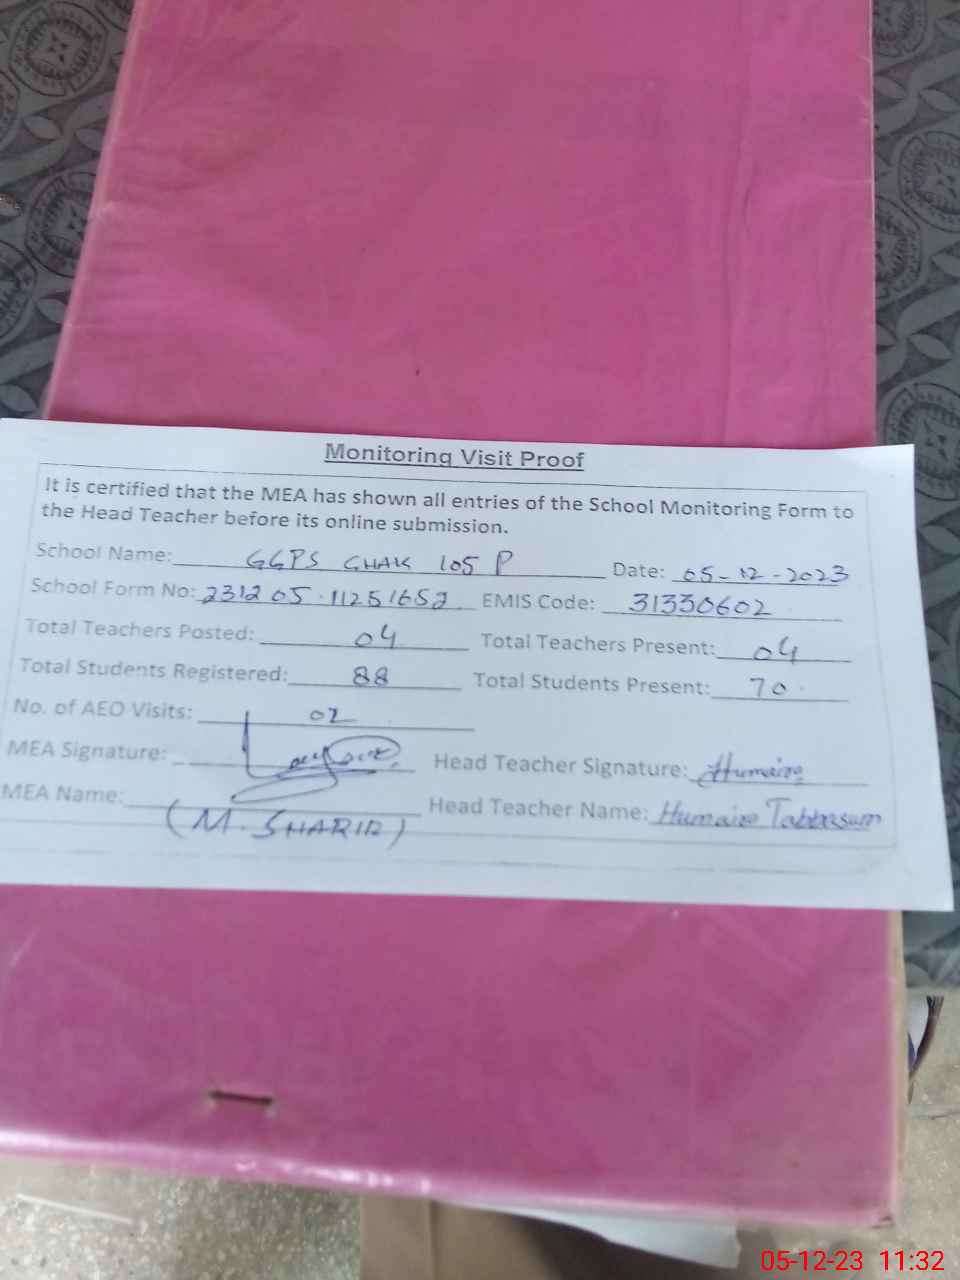 Monitoring Visit Proof
It is certified that the MEA has shown all entries of the School Monitoring Form to
the Head Teacher before its online submission.
School Name: GGPS CHAK 105 P Date: 05-12-2023
School Form No: 231205-11251652 EMIS Code: 31330602
Total Teachers Posted: 04 Total Teachers Present: 04
Total Students Registered: 88 Total Students Present: 70
No. of AEO Visits: 02
MEA Signature: Head Teacher Signature: Humaira
MEA Name: (M. SHARIR) Head Teacher Name: Humaira Tabbasum
05-12-23 11:32